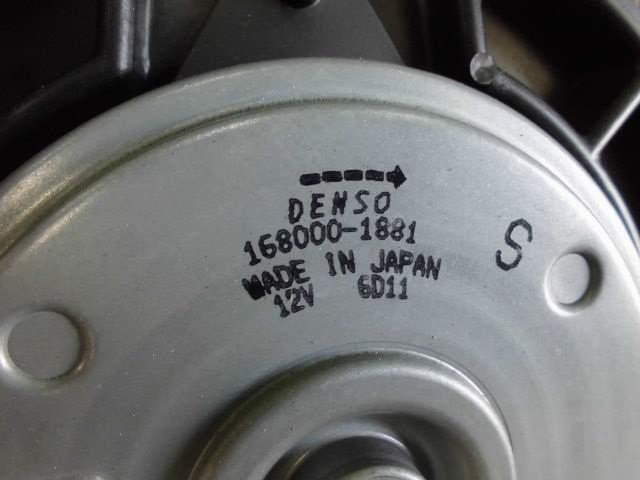 DENSO
168000-1881
MADE IN JAPAN
12V 6D11
S